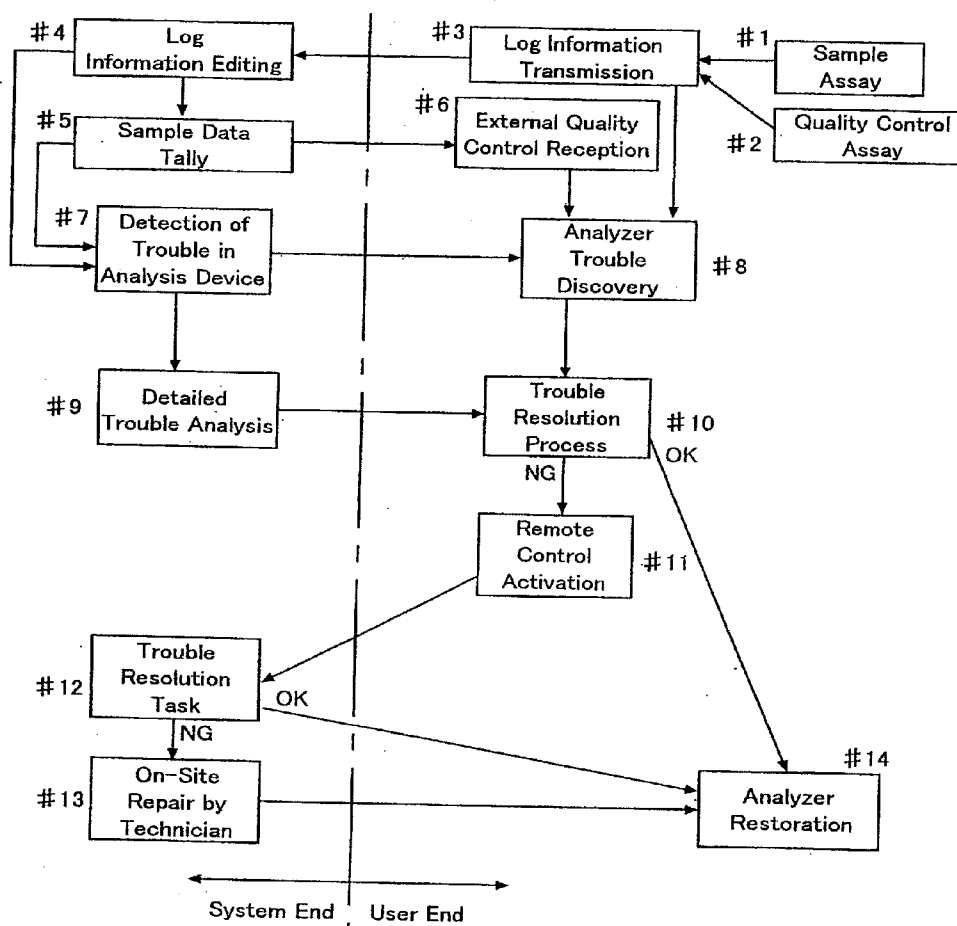 #4
Log
Information Editing
#3
Log Information
Transmission
#1
Sample
Assay
#2
Quality Control
Assay
#5
Sample Data
Tally
#6
External Quality
Control Reception
#7
Detection of
Trouble in
Analysis Device
Analyzer
Trouble
Discovery
#8
#9
Detailed
Trouble Analysis
Trouble
Resolution
Process
#10
OK
NG
Remote
Control
Activation
#11
#12
Trouble
Resolution
Task
OK
NG
#13
On-Site
Repair by
Technician
#14
Analyzer
Restoration
System End
User End